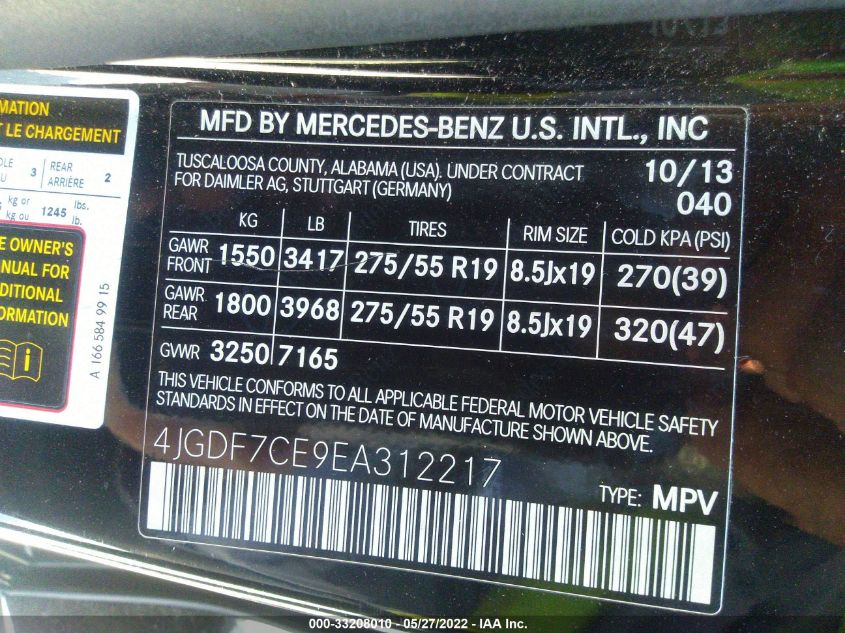 MATION
T LE CHARGEMENT
3 REAR ARRIÈRE 2
kg or kg ou 1245 lbs. lb.
E OWNER'S
NUAL FOR
DITIONAL
ORMATION
A 166 584 99 15
MFD BY MERCEDES-BENZ U.S. INTL., INC
TUSCALOOSA COUNTY, ALABAMA (USA). UNDER CONTRACT
FOR DAIMLER AG, STUTTGART (GERMANY)
10/13
040
KG LB TIRES RIM SIZE COLD KPA (PSI)
GAWR FRONT 1550 3417 275/55 R19 8.5Jx19 270(39)
GAWR REAR 1800 3968 275/55 R19 8.5Jx19 320(47)
GVWR 3250 7165
THIS VEHICLE CONFORMS TO ALL APPLICABLE FEDERAL MOTOR VEHICLE SAFETY
STANDARDS IN EFFECT ON THE DATE OF MANUFACTURE SHOWN ABOVE.
4JGDF7CE9EA312217
TYPE: MPV
000-33208010 - 05/27/2022 - IAA Inc.